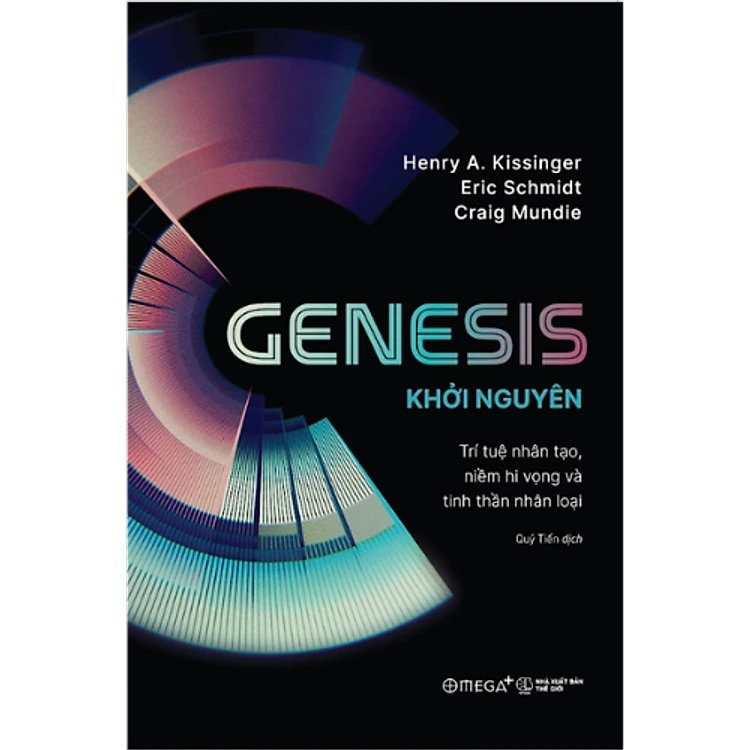 Henry A. Kissinger
Eric Schmidt
Craig Mundie
GENESIS
KHỞI NGUYÊN
Trí tuệ nhân tạo,
niềm hi vọng và
tinh thần nhân loại
Quý Tiến dịch
OMEGA+
NHÀ XUẤT BẢN
THẾ GIỚI